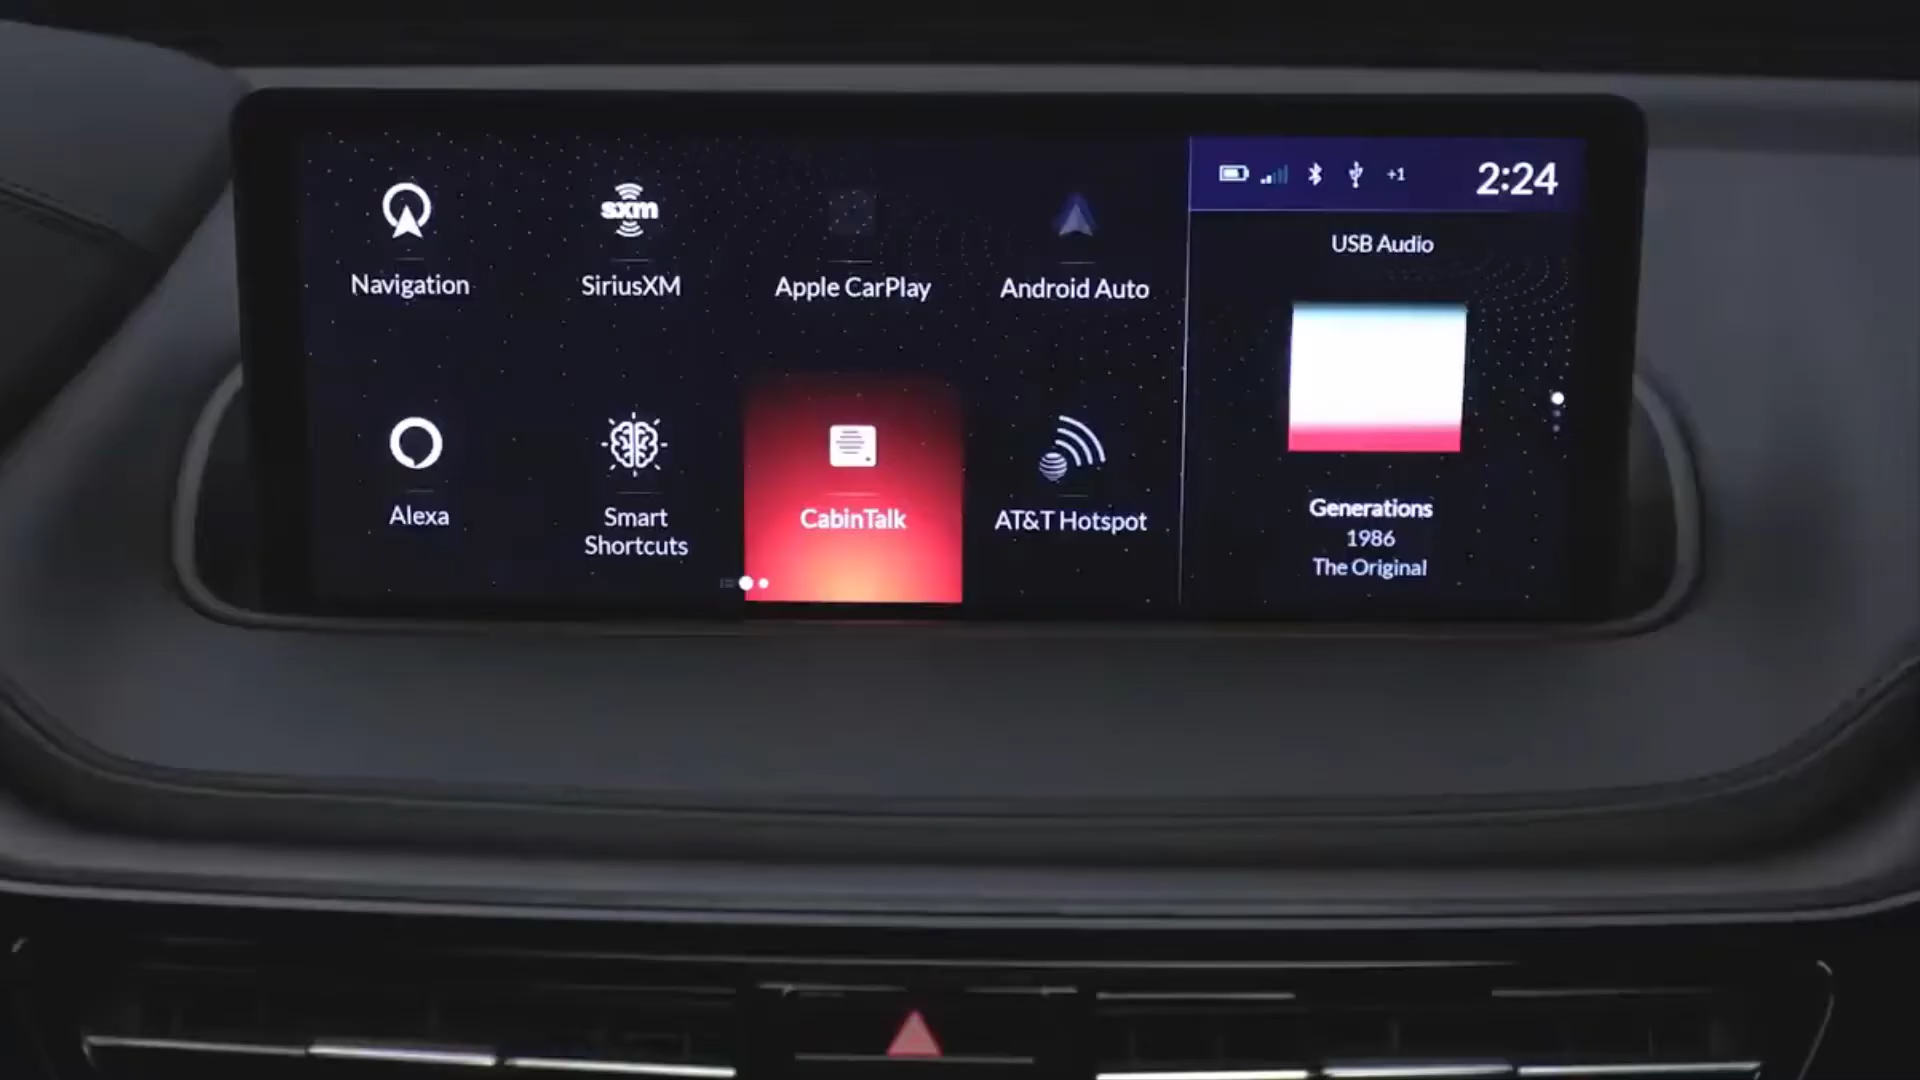 sxm
Navigation
SiriusXM
Apple CarPlay
Android Auto
Alexa
Smart
Shortcuts
CabinTalk
AT&T Hotspot
+1
2:24
USB Audio
Generations
1986
The Original